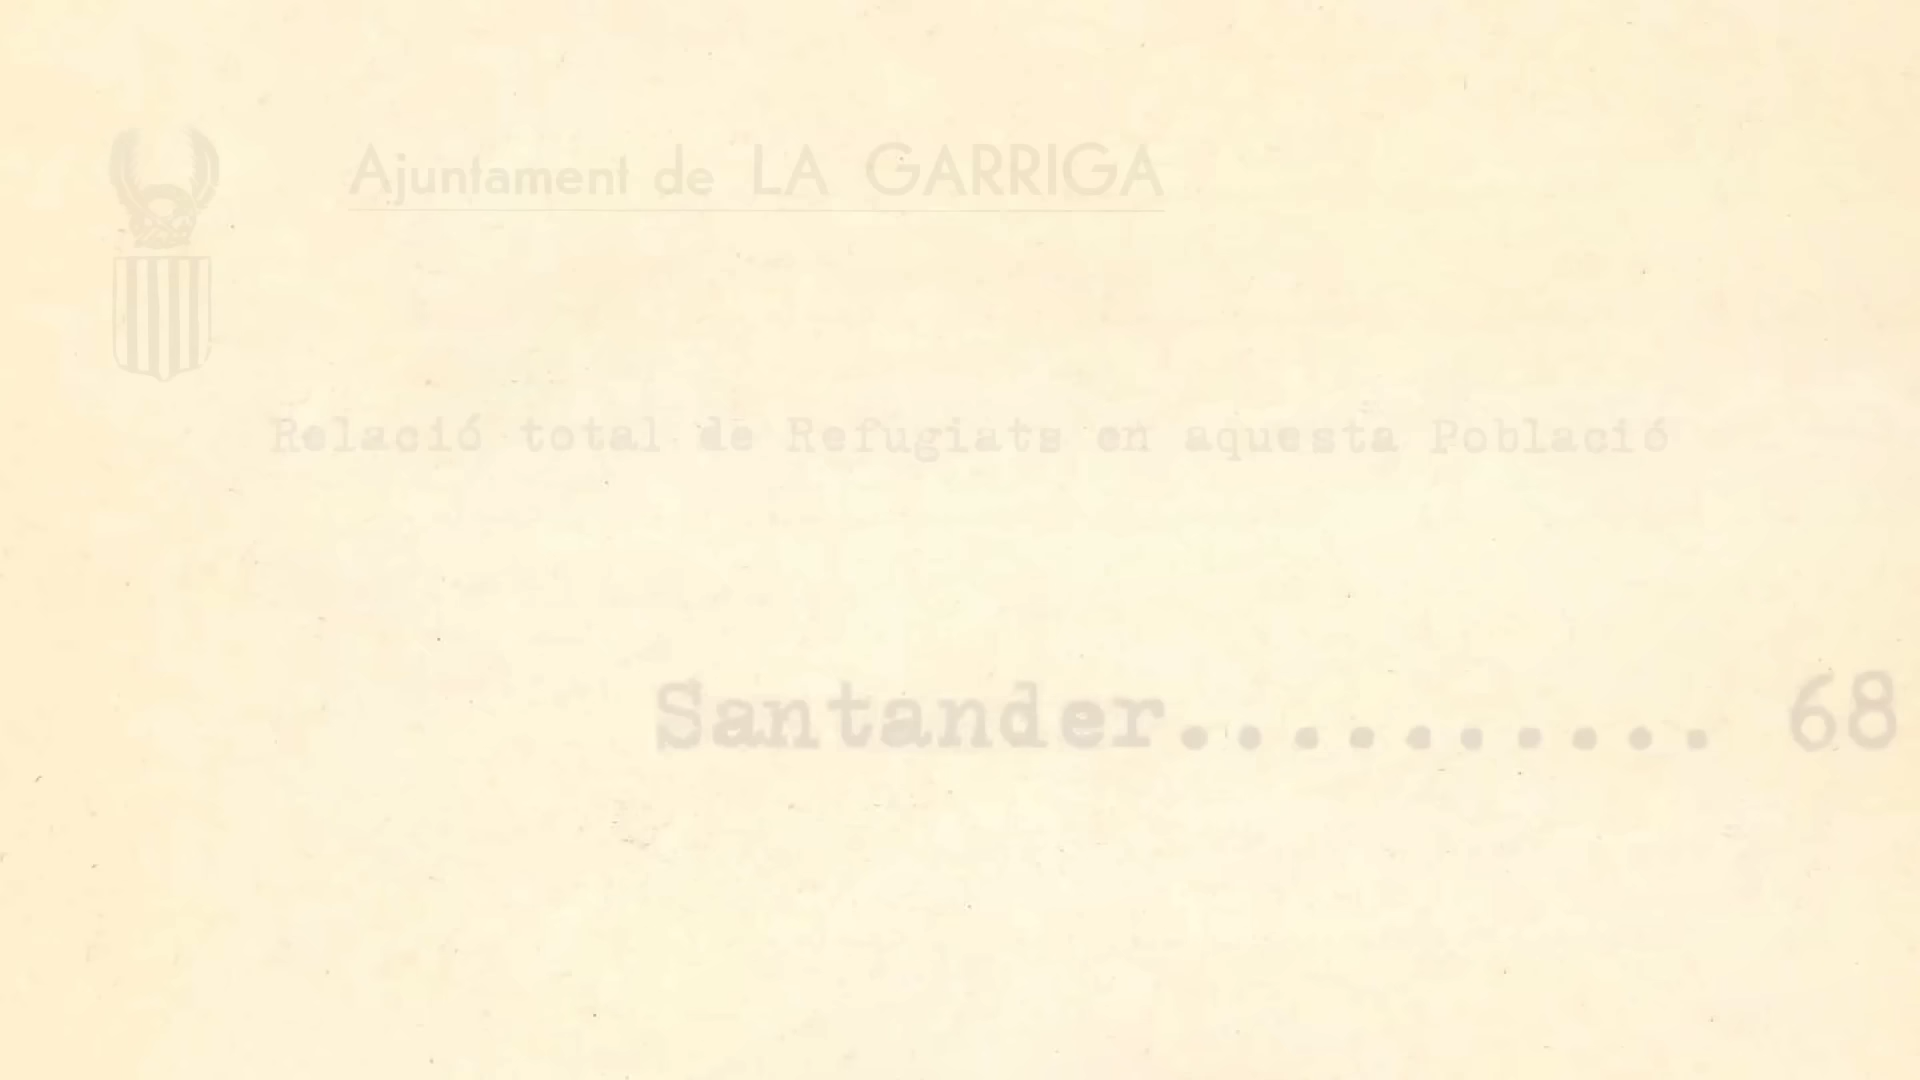 Ajuntament de LA GARRIGA
Relació total de Refugiats en aquesta Població
Santander.......... 68